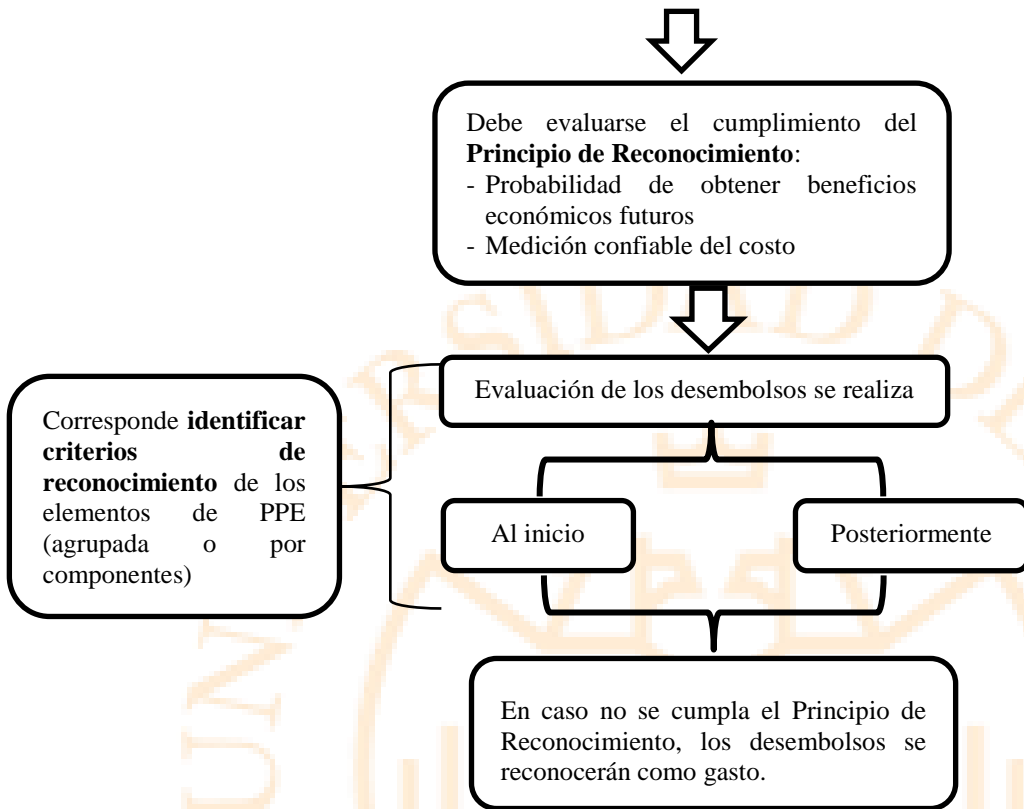 Debe evaluarse el cumplimiento del
Principio de Reconocimiento:
- Probabilidad de obtener beneficios
económicos futuros
- Medición confiable del costo
Evaluación de los desembolsos se realiza
Corresponde identificar
criterios de
reconocimiento de los
elementos de PPE
(agrupada o por
componentes)
Al inicio
Posteriormente
En caso no se cumpla el Principio de
Reconocimiento, los desembolsos se
reconocerán como gasto.